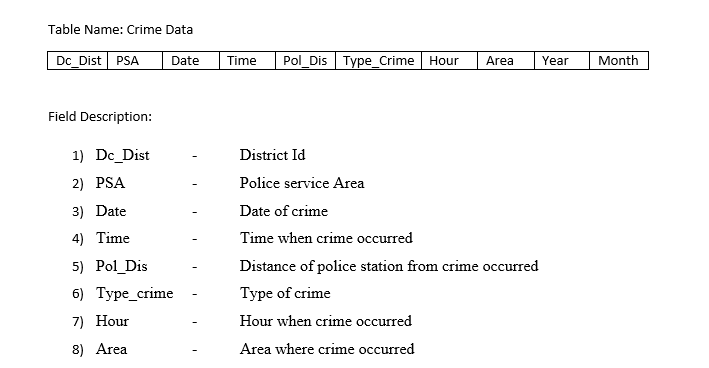 Table Name: Crime Data
Dc_Dist PSA Date Time Pol_Dis Type_Crime Hour Area Year Month
Field Description:
1) Dc_Dist - District Id
2) PSA - Police service Area
3) Date - Date of crime
4) Time - Time when crime occurred
5) Pol_Dis - Distance of police station from crime occurred
6) Type_crime - Type of crime
7) Hour - Hour when crime occurred
8) Area - Area where crime occurred